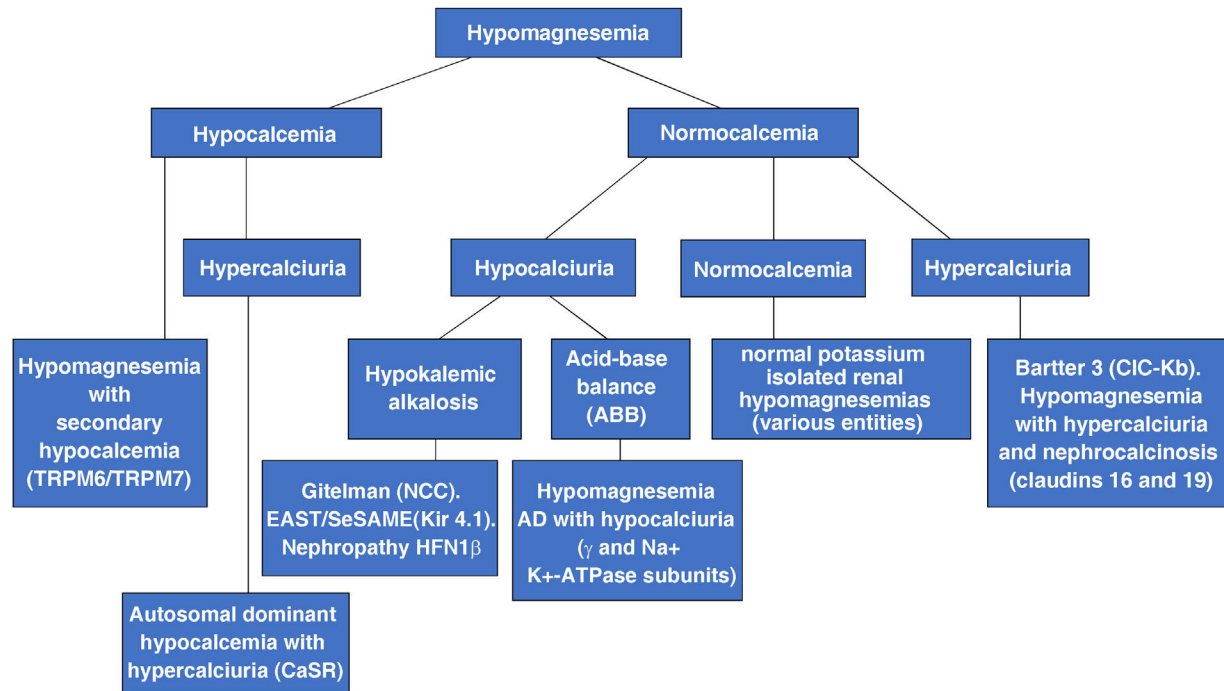 Hypomagnesemia
Hypocalcemia
Normocalcemia
Hypercalciuria
Hypocalciuria
Normocalcemia
Hypercalciuria
Hypomagnesemia
with
secondary
hypocalcemia
(TRPM6/TRPM7)
Hypokalemic
alkalosis
Acid-base
balance
(ABB)
normal potassium
isolated renal
hypomagnesemias
(various entities)
Bartter 3 (ClC-Kb).
Hypomagnesemia
with hypercalciuria
and nephrocalcinosis
(claudins 16 and 19)
Gitelman (NCC).
EAST/SeSAME(Kir 4.1).
Nephropathy HFN1β
Hypomagnesemia
AD with hypocalciuria
(γ and Na+
K+-ATPase subunits)
Autosomal dominant
hypocalcemia with
hypercalciuria (CaSR)